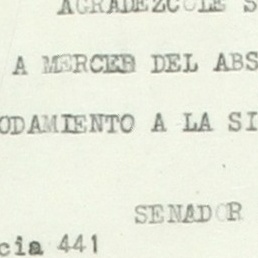 AGRADEZCOLE S
A MERCED DEL ABS
ODAMIENTO A LA SI
SENADOR
cia 441